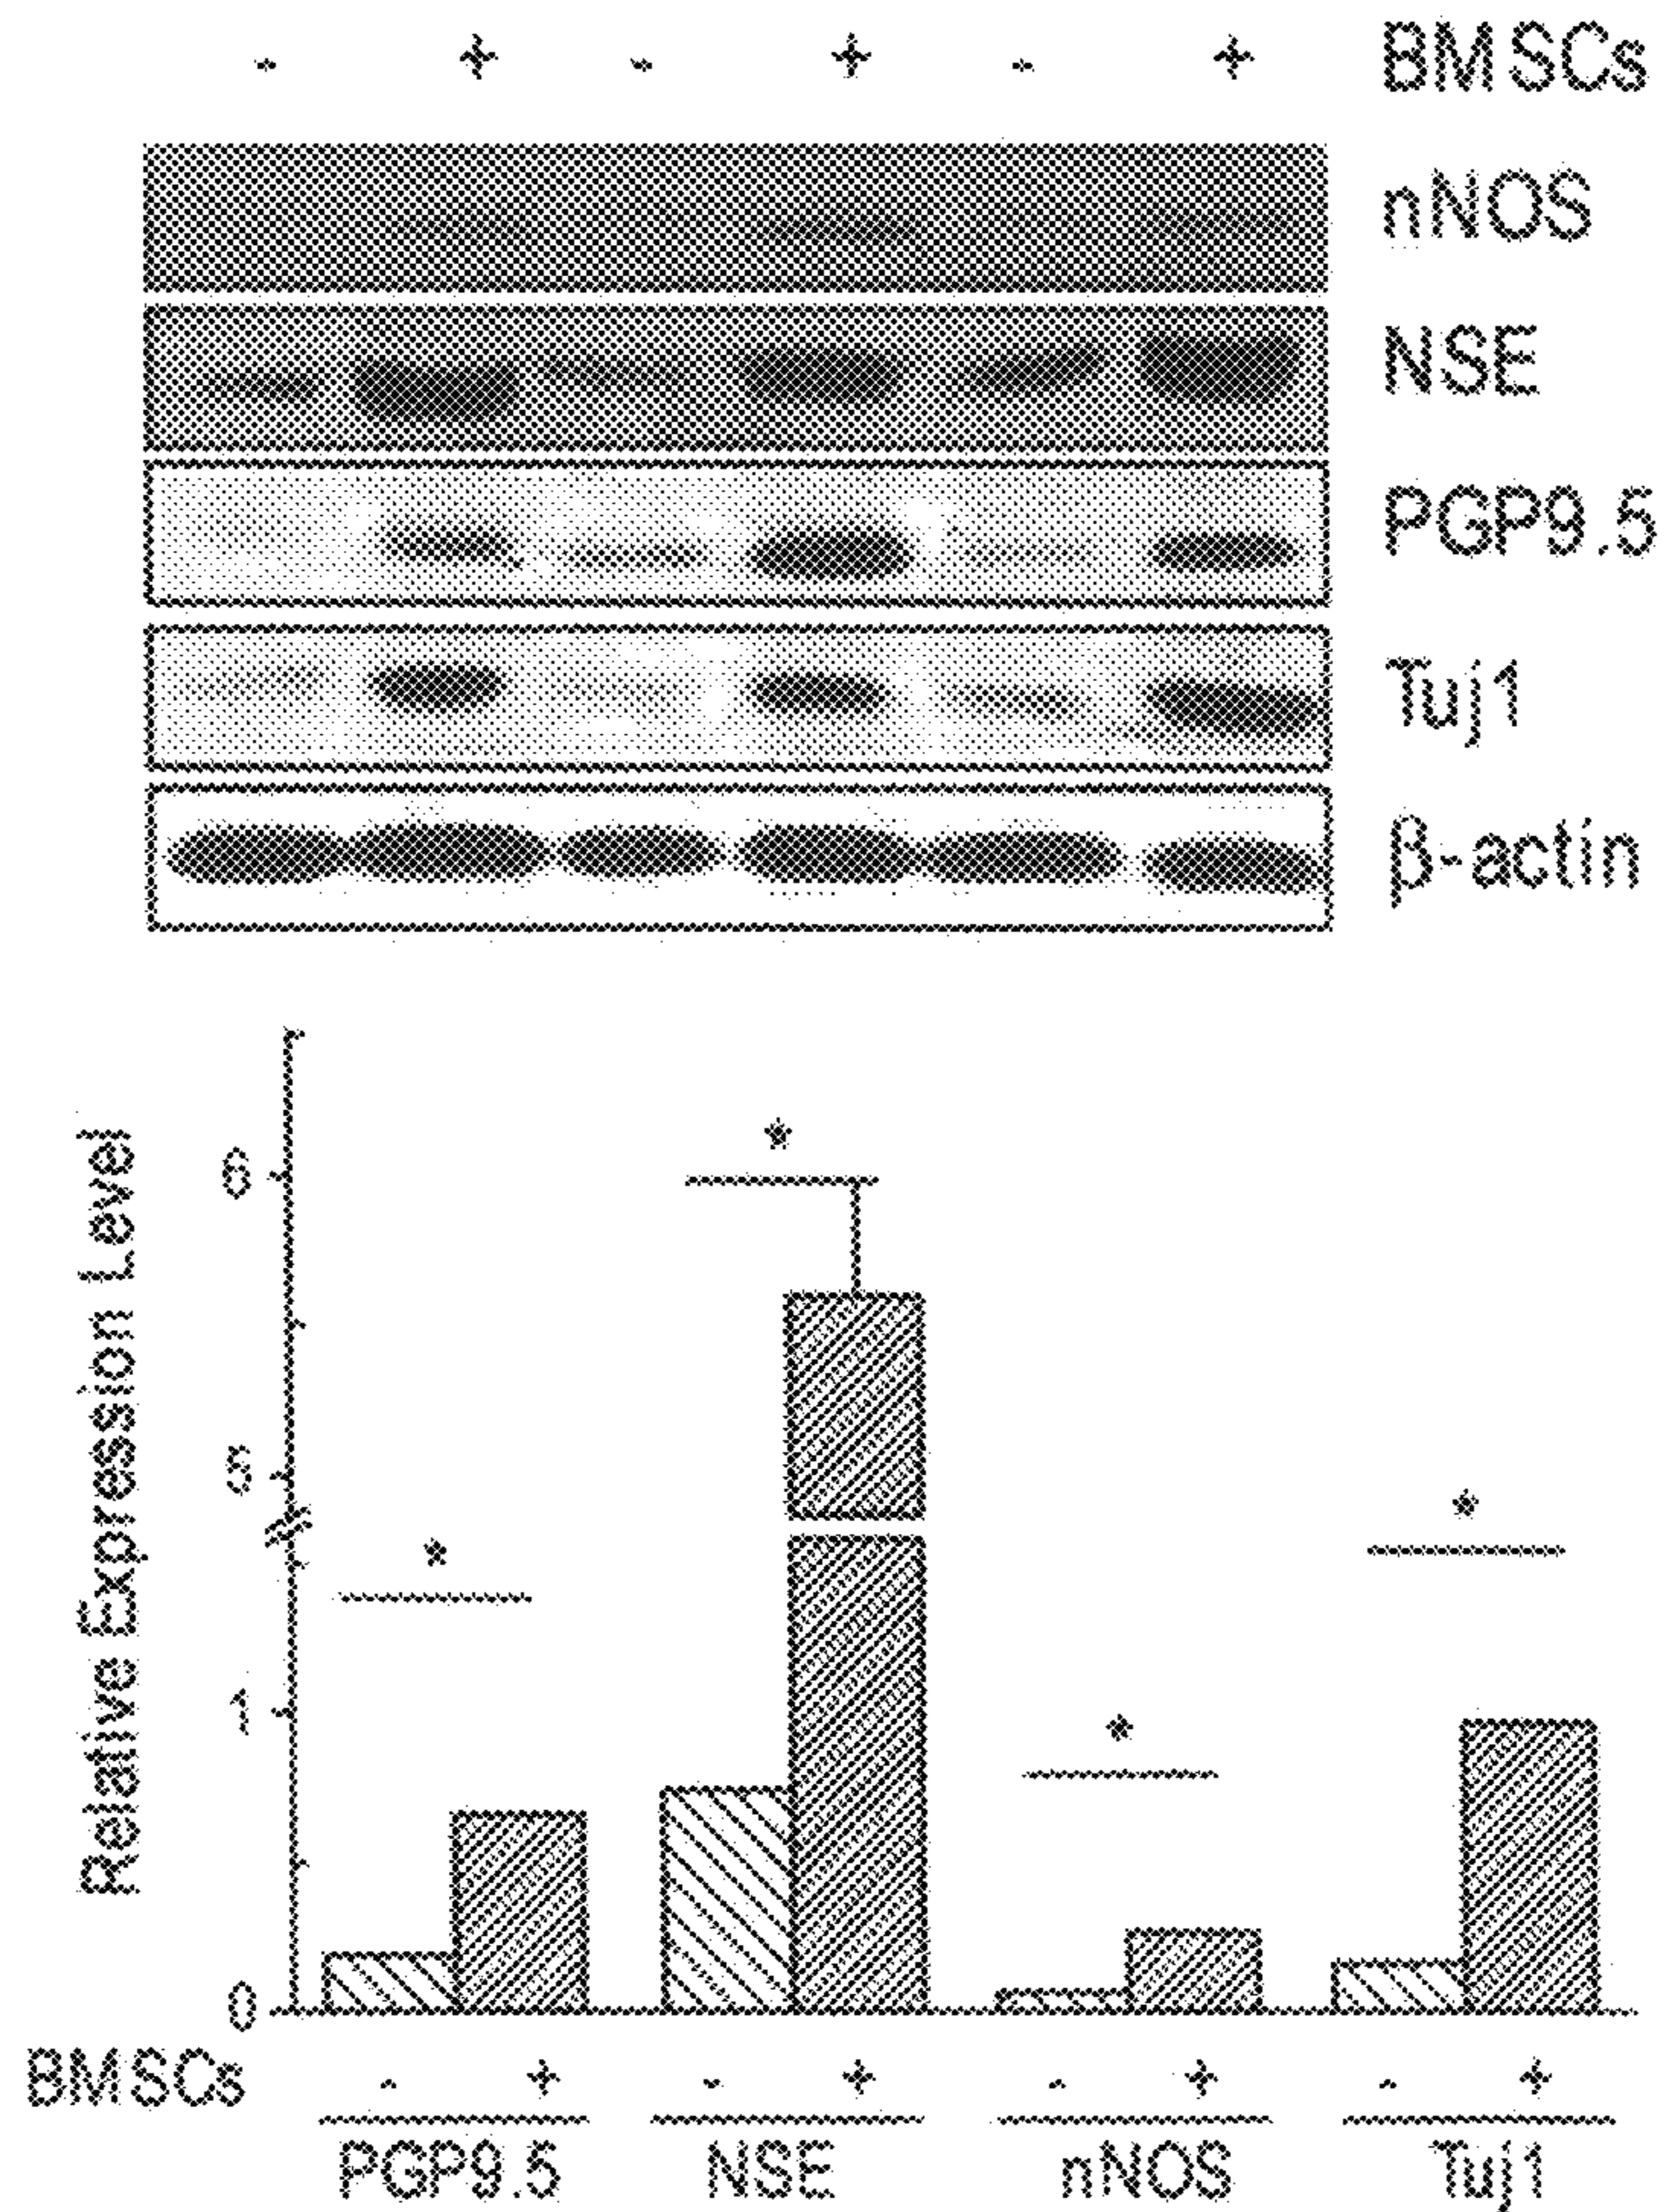 - + - + - + BMSCs
nNOS
NSE
PGP9.5
Tuj1
β-actin
Relative Expression Level
*
6
5
*
*
1
*
0
BMSCs - + - + - + - +
PGP9.5 NSE nNOS Tuj1